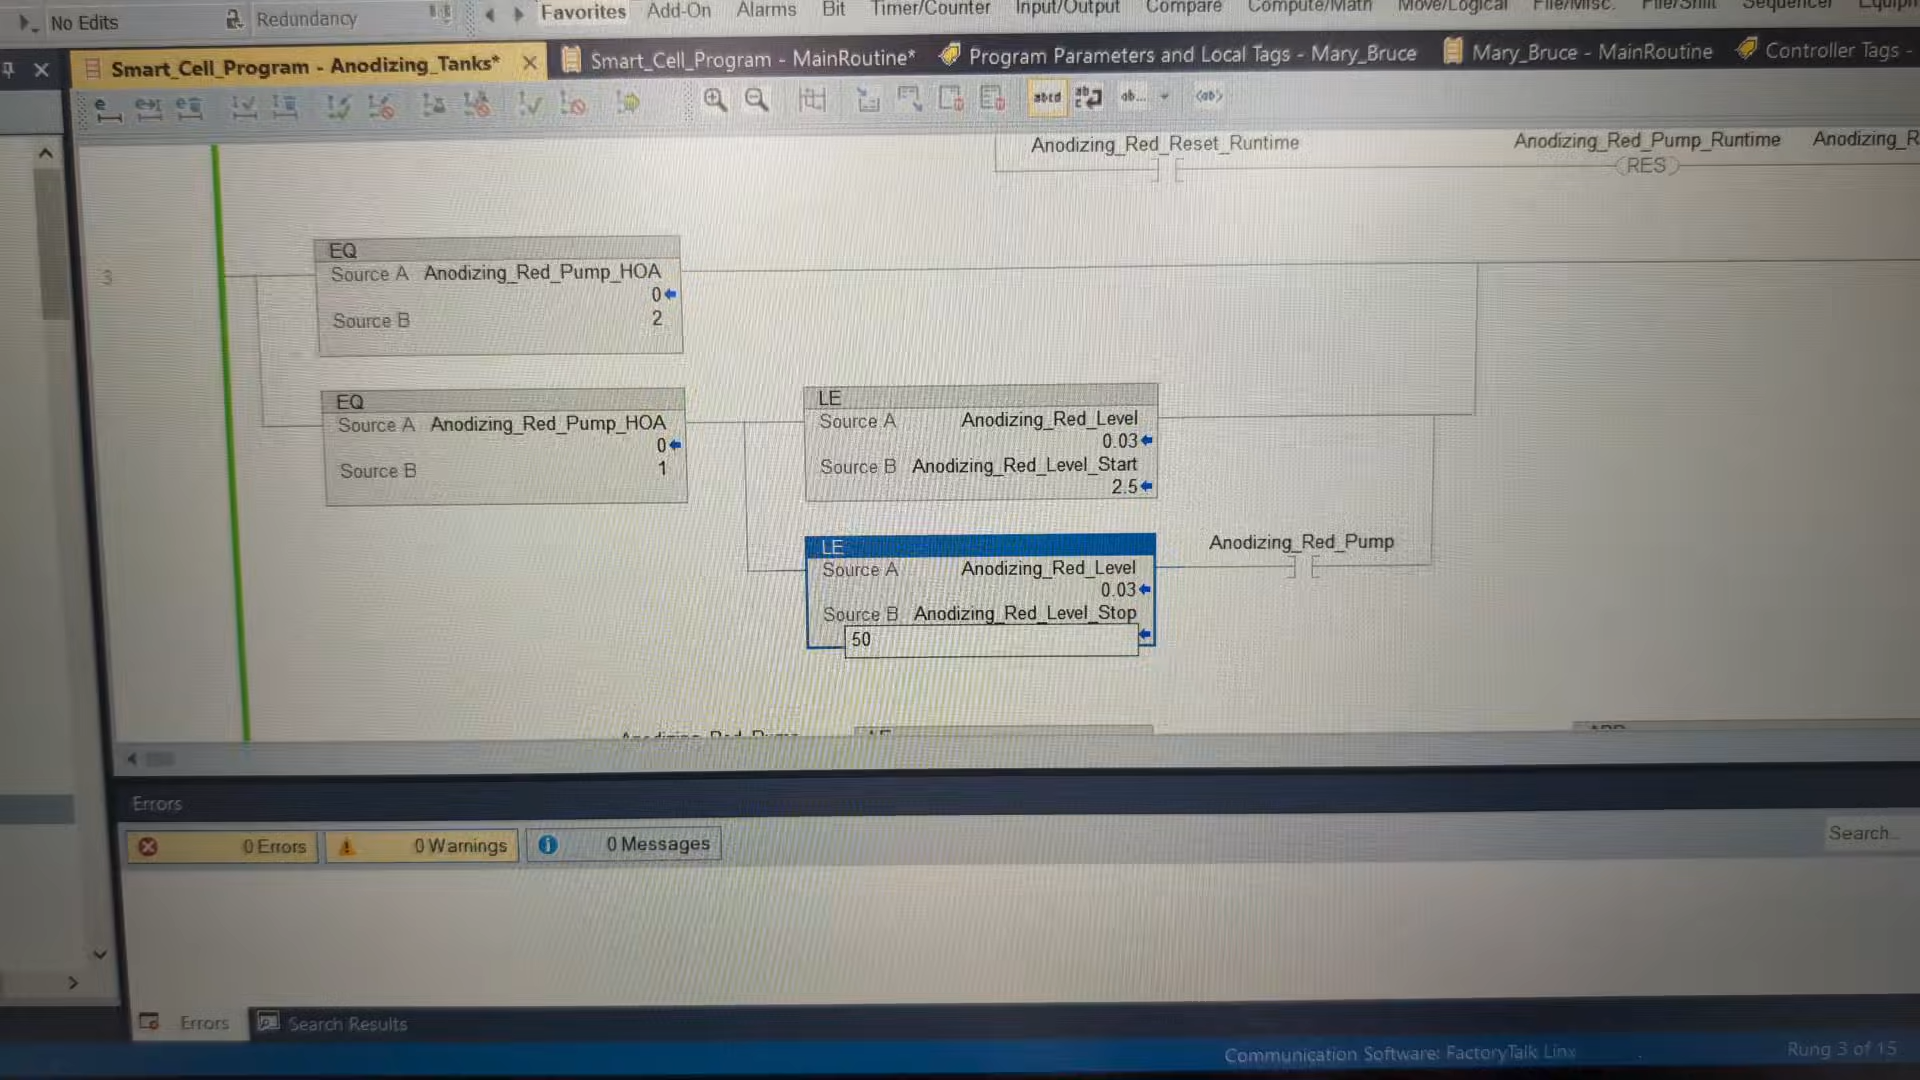 No Edits
Redundancy
Favorites Add-On Alarms Bit Timer/Counter Input/Output Compare Compute/Math Move/Logical File/Misc. File/Shift Sequencer
Smart_Cell_Program - Anodizing_Tanks*
Smart_Cell_Program - MainRoutine*
Program Parameters and Local Tags - Mary_Bruce
Mary_Bruce - MainRoutine
Controller Tags -
abcd
ab...
<ab>
Anodizing_Red_Reset_Runtime
Anodizing_Red_Pump_Runtime
RES
3
EQ
Source A Anodizing_Red_Pump_HOA
0
Source B 2
EQ
Source A Anodizing_Red_Pump_HOA
0
Source B 1
LE
Source A Anodizing_Red_Level
0.03
Source B Anodizing_Red_Level_Start
2.5
LE
Source A Anodizing_Red_Level
0.03
Source B Anodizing_Red_Level_Stop
50
Anodizing_Red_Pump
Errors
0 Errors
0 Warnings
0 Messages
Search...
Errors
Search Results
Communication Software: FactoryTalk Linx
Rung 3 of 15